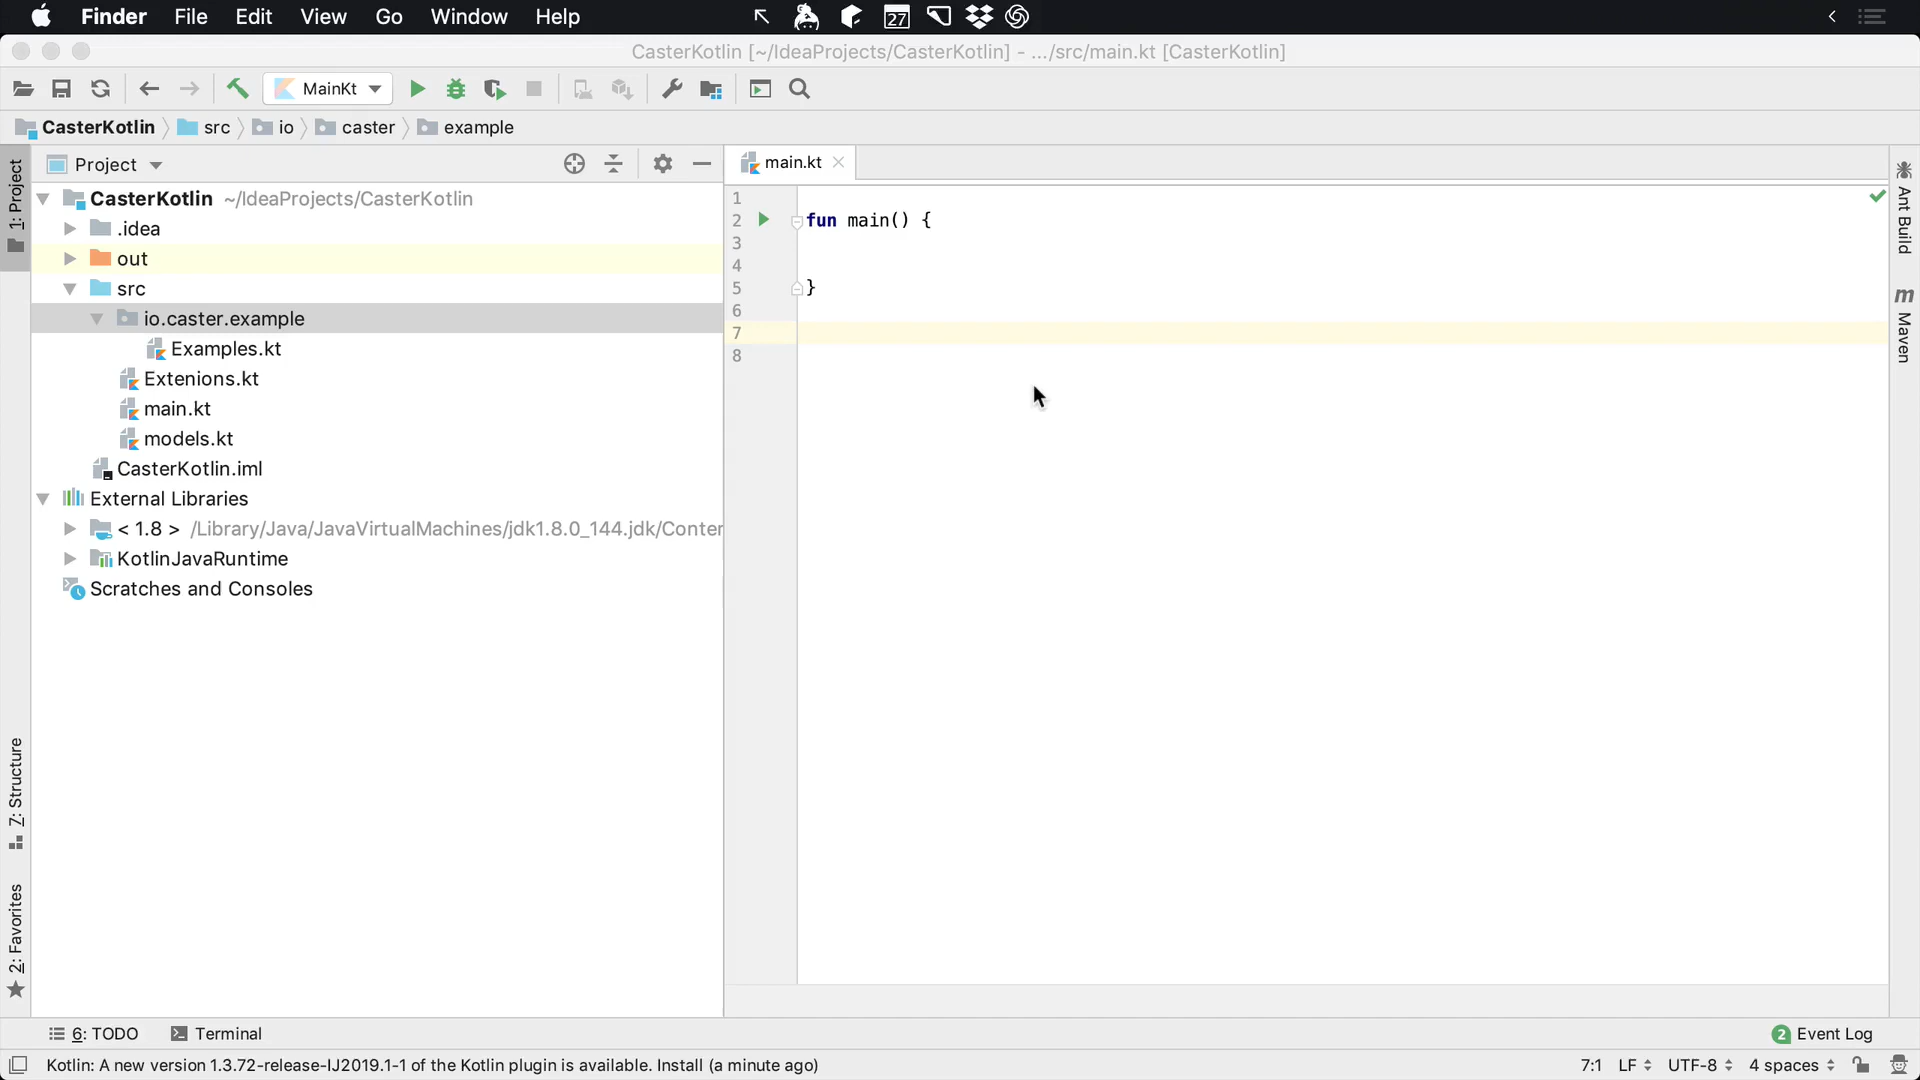 Finder File Edit View Go Window Help 27
CasterKotlin [~/IdeaProjects/CasterKotlin] - .../src/main.kt [CasterKotlin]
MainKt
CasterKotlin src io caster example
1: Project
Project
main.kt
CasterKotlin ~/IdeaProjects/CasterKotlin
.idea
out
src
io.caster.example
Examples.kt
Extenions.kt
main.kt
models.kt
CasterKotlin.iml
External Libraries
< 1.8 > /Library/Java/JavaVirtualMachines/jdk1.8.0_144.jdk/Conter
KotlinJavaRuntime
Scratches and Consoles
1
2 fun main() {
3
4
5 }
6
7
8
Ant Build
m Maven
Z: Structure
2: Favorites
6: TODO Terminal
2 Event Log
Kotlin: A new version 1.3.72-release-IJ2019.1-1 of the Kotlin plugin is available. Install (a minute ago)
7:1 LF UTF-8 4 spaces